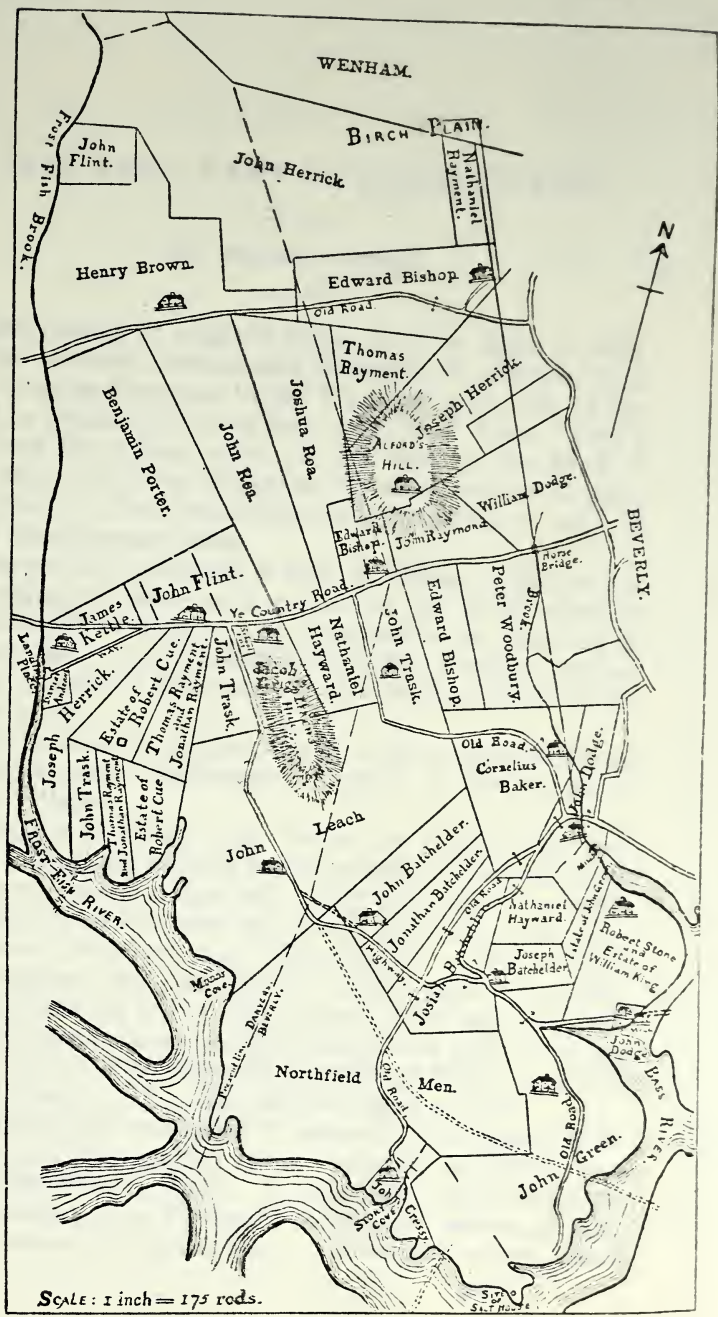 WENHAM.
BIRCH PLAIN.
Frost Fish Brook.
John
Flint.
John Herrick.
Nathaniel
Rayment.
N
Henry Brown.
Edward Bishop
Old Road.
Thomas
Rayment.
Joseph Herrick.
ALFORD'S
HILL.
Benjamin Porter.
John Rea.
Joshua Rea.
William Dodge.
Edward
Bishop.
John Raymond
BEVERLY.
Horse
Bridge.
Brook.
John Flint.
James
Kettle.
Ye Country Road.
Landing
Place
Joseph Herrick.
Estate of
Robert Cue.
Thomas Rayment
and
Jonathan Rayment.
John Trask.
Nathaniel
Hayward.
John Trask.
Edward Bishop.
Peter Woodbury.
Hill
John Trask.
Thomas Rayment
and Jonathan Rayment
Estate of
Robert Cue
Old Road.
Cornelius
Baker.
John Dodge.
John Leach
FROST-FISH RIVER.
John Batchelder.
Jonathan Batchelder.
Old Road
Highway.
Nathaniel
Hayward.
Josiah Batchelder
Joseph
Batchelder
Robert Stone
and
Estate of
William King
Cove.
DANVERS
BEVERLY.
Northfield Men.
Old Road.
John
Dodge
BASS RIVER
Old Road
John Green.
COVE
Cressy.
SITE OF
SALT HOUSE
SCALE: 1 inch = 175 rods.